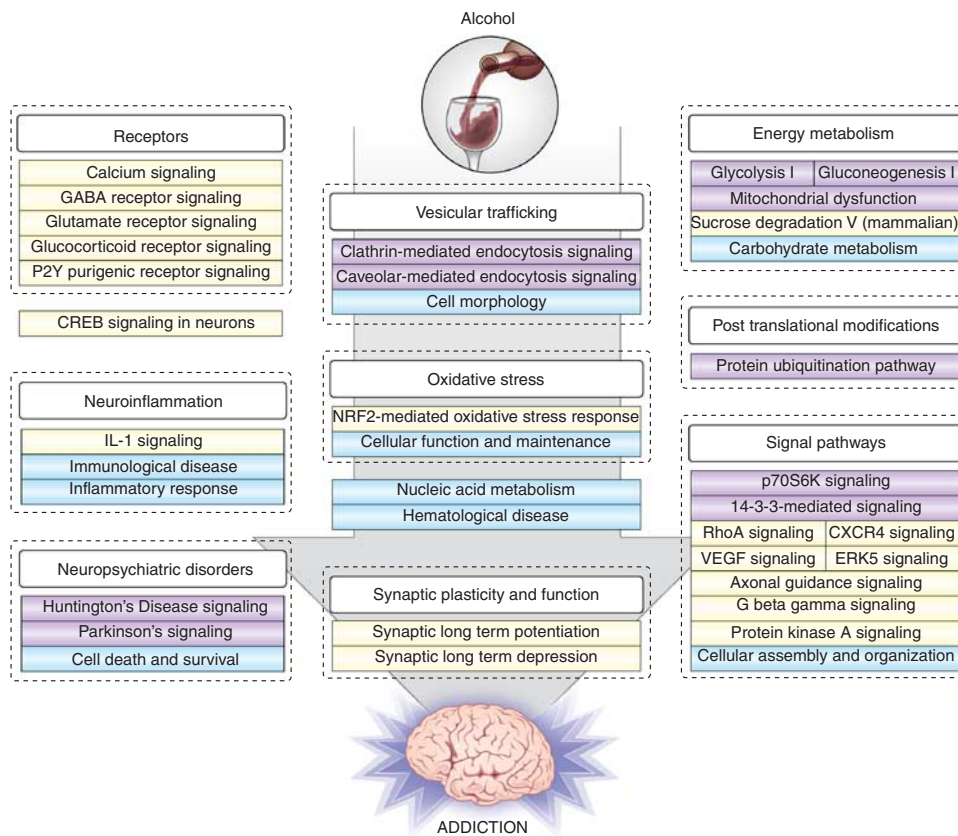 Alcohol
Receptors
Calcium signaling
GABA receptor signaling
Glutamate receptor signaling
Glucocorticoid receptor signaling
P2Y purigenic receptor signaling
CREB signaling in neurons
Neuroinflammation
IL-1 signaling
Immunological disease
Inflammatory response
Neuropsychiatric disorders
Huntington's Disease signaling
Parkinson's signaling
Cell death and survival
Vesicular trafficking
Clathrin-mediated endocytosis signaling
Caveolar-mediated endocytosis signaling
Cell morphology
Oxidative stress
NRF2-mediated oxidative stress response
Cellular function and maintenance
Nucleic acid metabolism
Hematological disease
Synaptic plasticity and function
Synaptic long term potentiation
Synaptic long term depression
Energy metabolism
Glycolysis I Gluconeogenesis I
Mitochondrial dysfunction
Sucrose degradation V (mammalian)
Carbohydrate metabolism
Post translational modifications
Protein ubiquitination pathway
Signal pathways
p70S6K signaling
14-3-3-mediated signaling
RhoA signaling CXCR4 signaling
VEGF signaling ERK5 signaling
Axonal guidance signaling
G beta gamma signaling
Protein kinase A signaling
Cellular assembly and organization
ADDICTION